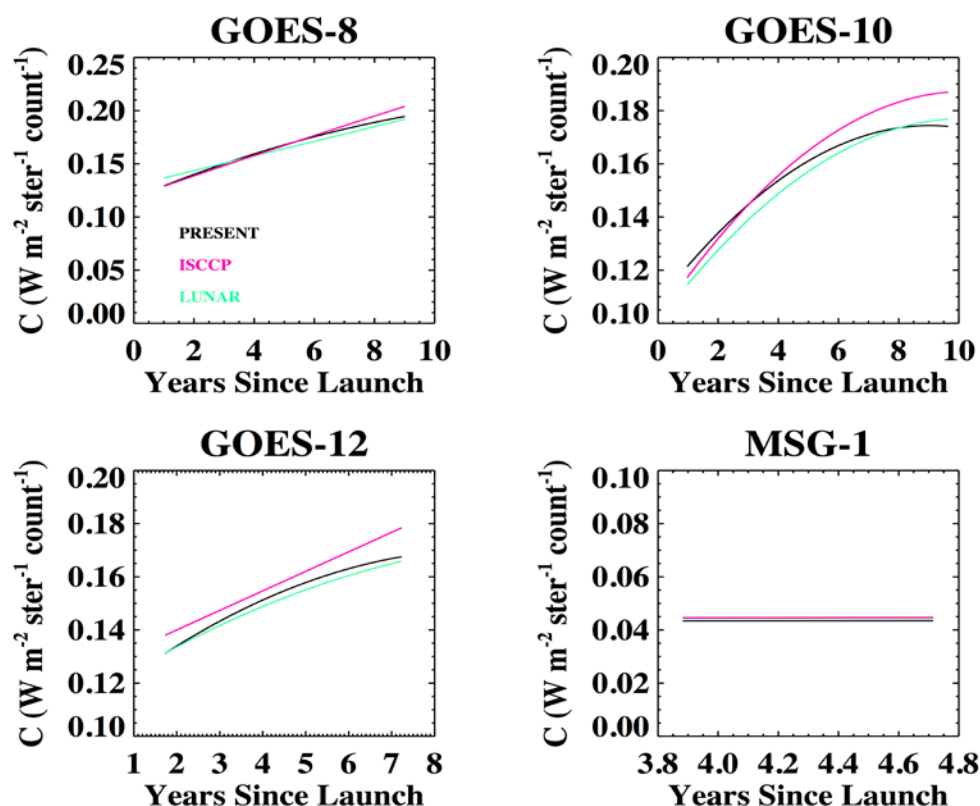 GOES-8
C (W m⁻² ster⁻¹ count⁻¹)
0.25
0.20
0.15
0.10
0.05
0.00
PRESENT
ISCCP
LUNAR
0 2 4 6 8 10
Years Since Launch
GOES-10
C (W m⁻² ster⁻¹ count⁻¹)
0.20
0.18
0.16
0.14
0.12
0.10
0 2 4 6 8 10
Years Since Launch
GOES-12
C (W m⁻² ster⁻¹ count⁻¹)
0.20
0.18
0.16
0.14
0.12
0.10
1 2 3 4 5 6 7 8
Years Since Launch
MSG-1
C (W m⁻² ster⁻¹ count⁻¹)
0.10
0.08
0.06
0.04
0.02
0.00
3.8 4.0 4.2 4.4 4.6 4.8
Years Since Launch